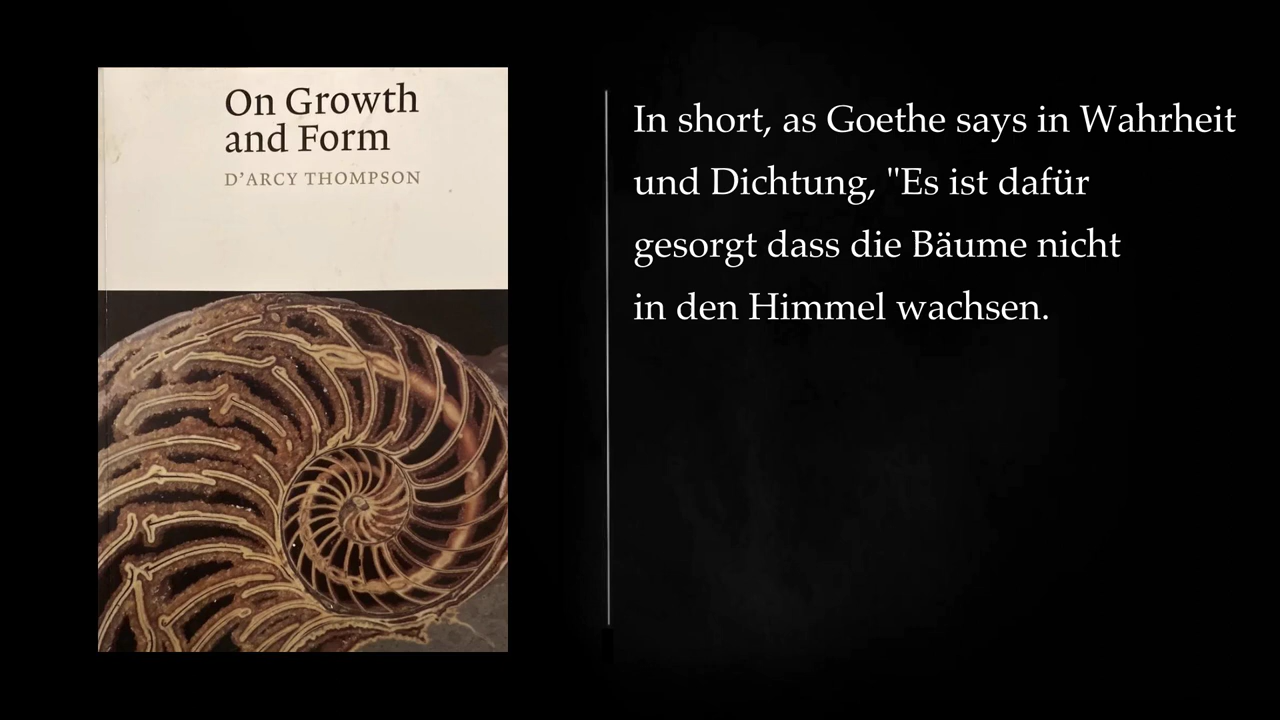 On Growth
and Form
D'ARCY THOMPSON
In short, as Goethe says in Wahrheit
und Dichtung, "Es ist dafür
gesorgt dass die Bäume nicht
in den Himmel wachsen.